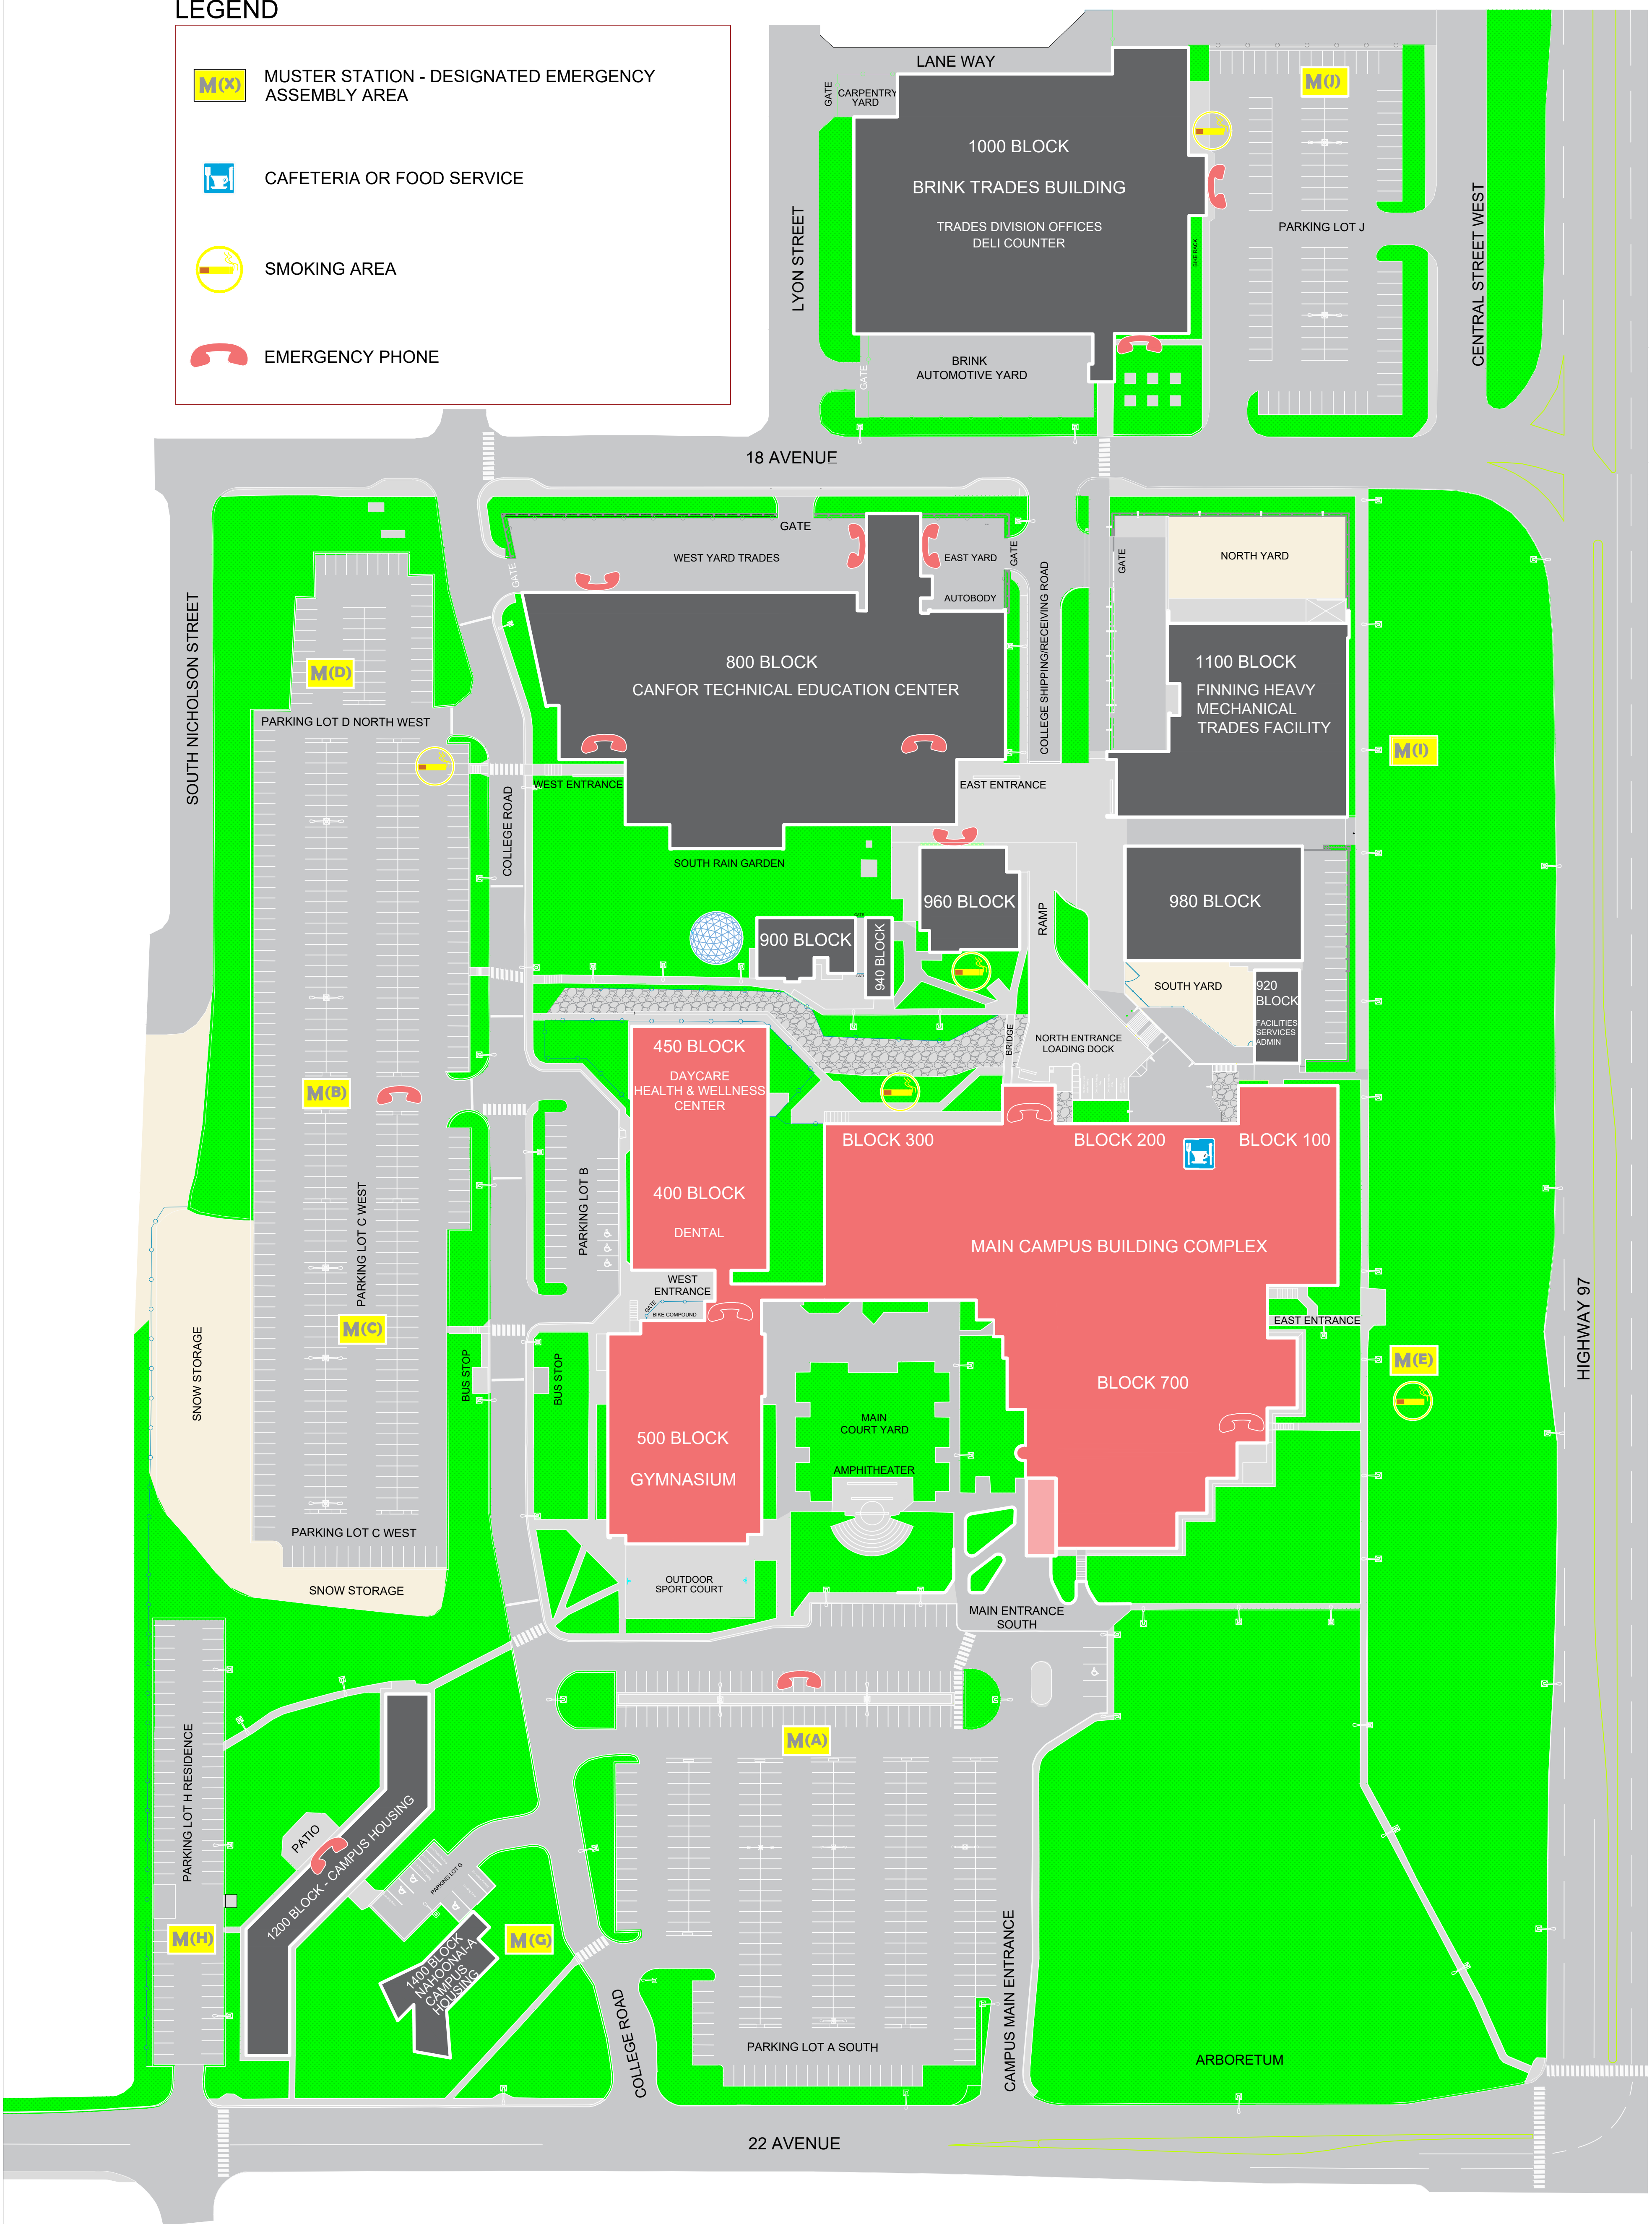 LEGEND
M(X)
MUSTER STATION - DESIGNATED EMERGENCY
ASSEMBLY AREA
CAFETERIA OR FOOD SERVICE
SMOKING AREA
EMERGENCY PHONE
LANE WAY
GATE
CARPENTRY
YARD
M(J)
1000 BLOCK
BRINK TRADES BUILDING
TRADES DIVISION OFFICES
DELI COUNTER
LYON STREET
BIKE RACK
PARKING LOT J
CENTRAL STREET WEST
GATE
BRINK
AUTOMOTIVE YARD
18 AVENUE
GATE
WEST YARD TRADES
GATE
EAST YARD
GATE
AUTOBODY
COLLEGE SHIPPING/RECEIVING ROAD
GATE
NORTH YARD
SOUTH NICHOLSON STREET
M(D)
PARKING LOT D NORTH WEST
800 BLOCK
CANFOR TECHNICAL EDUCATION CENTER
1100 BLOCK
FINNING HEAVY
MECHANICAL
TRADES FACILITY
M(I)
COLLEGE ROAD
WEST ENTRANCE
EAST ENTRANCE
SOUTH RAIN GARDEN
960 BLOCK
RAMP
980 BLOCK
900 BLOCK
940 BLOCK
SOUTH YARD
920
BLOCK
FACILITIES
SERVICES
ADMIN
BRIDGE
NORTH ENTRANCE
LOADING DOCK
450 BLOCK
DAYCARE
HEALTH & WELLNESS
CENTER
M(B)
BLOCK 300
BLOCK 200
BLOCK 100
PARKING LOT C WEST
PARKING LOT B
400 BLOCK
DENTAL
MAIN CAMPUS BUILDING COMPLEX
WEST
ENTRANCE
GATE
BIKE COMPOUND
EAST ENTRANCE
HIGHWAY 97
M(C)
M(E)
SNOW STORAGE
BUS STOP
BUS STOP
BLOCK 700
MAIN
COURT YARD
500 BLOCK
GYMNASIUM
AMPHITHEATER
PARKING LOT C WEST
SNOW STORAGE
OUTDOOR
SPORT COURT
MAIN ENTRANCE
SOUTH
M(A)
PARKING LOT H RESIDENCE
PATIO
1200 BLOCK - CAMPUS HOUSING
PARKING LOT G
M(H)
M(G)
1400 BLOCK
NAHOONAI-A
CAMPUS
HOUSING
COLLEGE ROAD
CAMPUS MAIN ENTRANCE
PARKING LOT A SOUTH
ARBORETUM
22 AVENUE